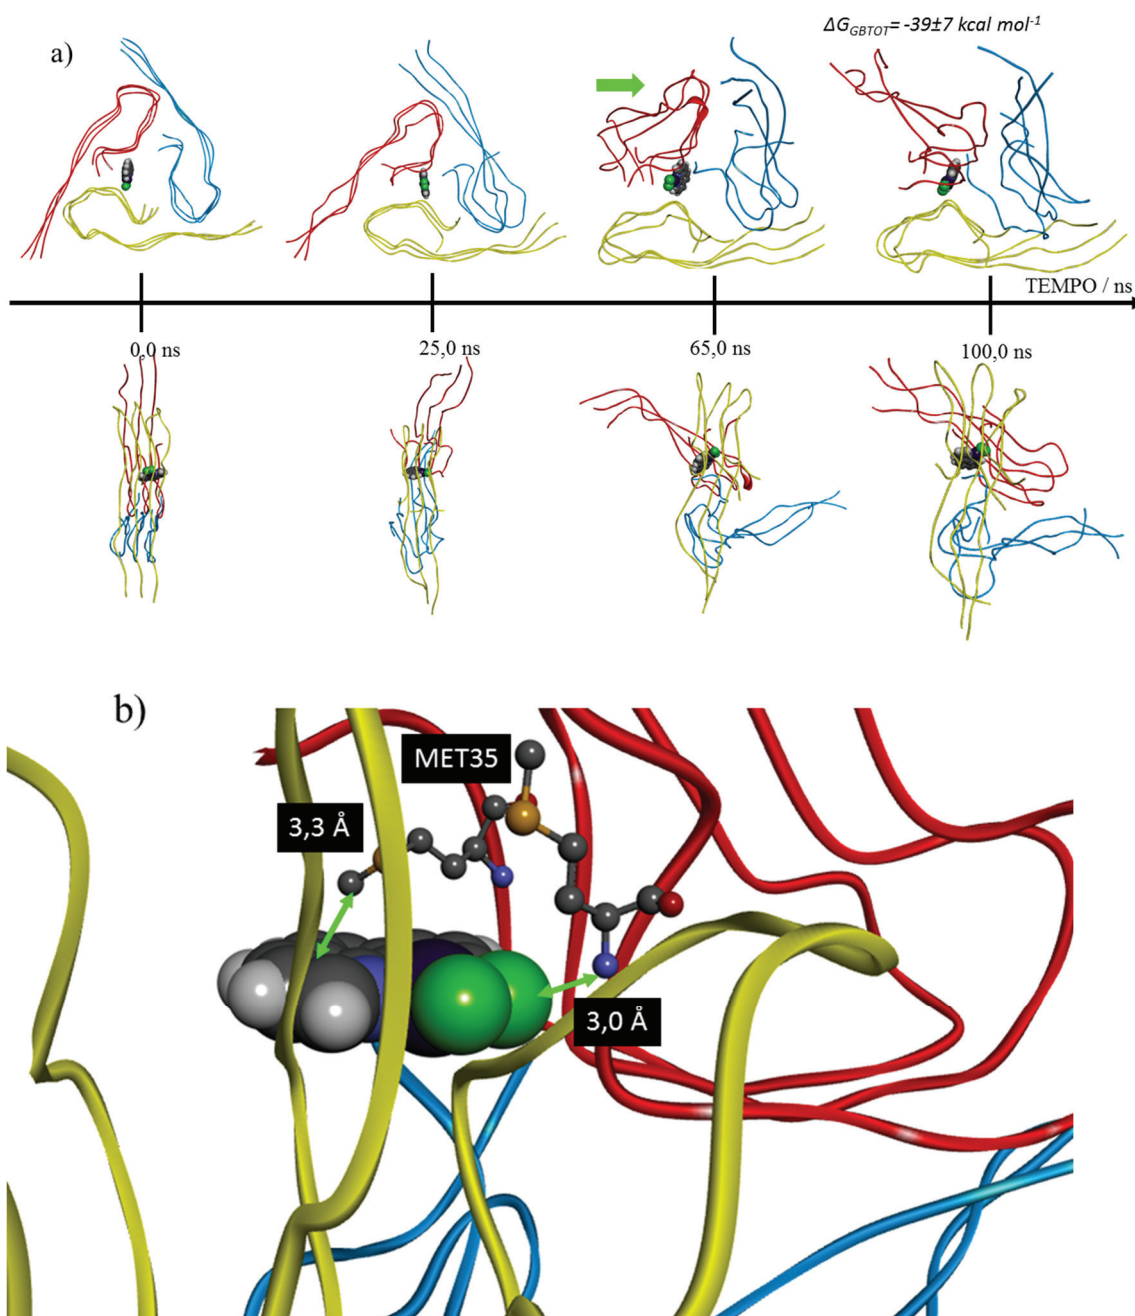 ΔG_GBTOT = -39±7 kcal mol⁻¹
a)
TEMPO / ns
0,0 ns
25,0 ns
65,0 ns
100,0 ns
b)
MET35
3,3 Å
3,0 Å